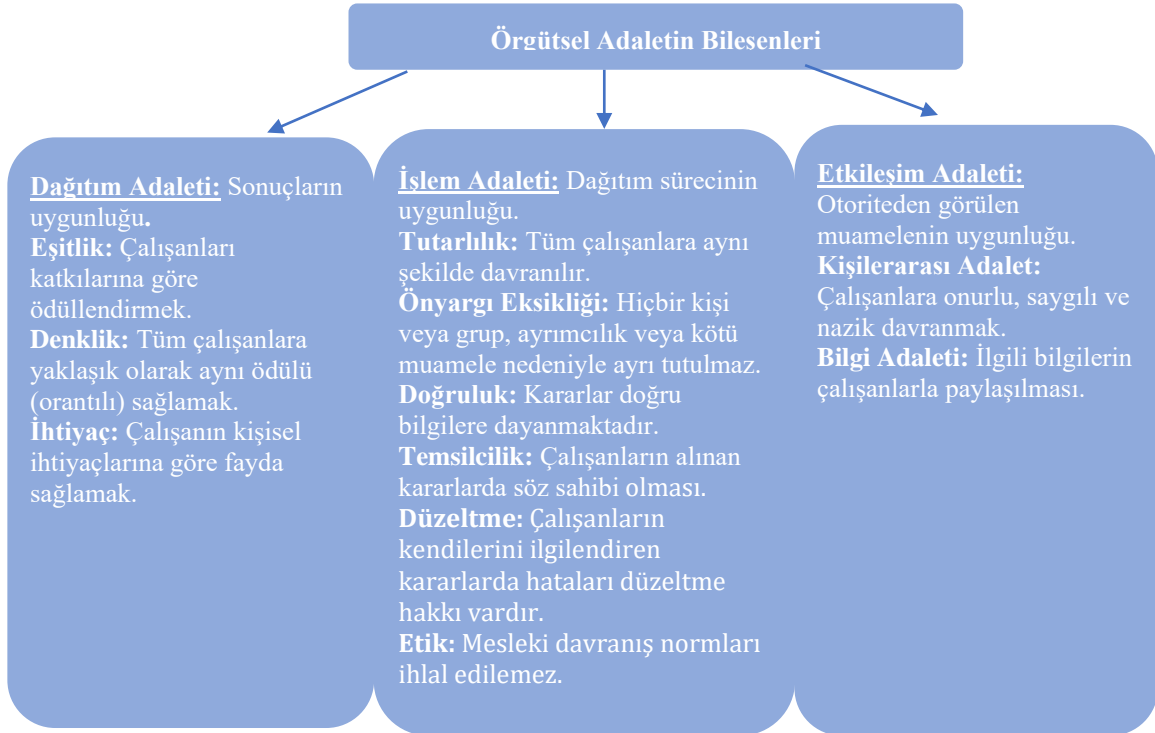 Örgütsel Adaletin Bileşenleri
Dağıtım Adaleti: Sonuçların
uygunluğu.
Eşitlik: Çalışanları
katkılarına göre
ödüllendirmek.
Denklik: Tüm çalışanlara
yaklaşık olarak aynı ödülü
(orantılı) sağlamak.
İhtiyaç: Çalışanın kişisel
ihtiyaçlarına göre fayda
sağlamak.
İşlem Adaleti: Dağıtım sürecinin
uygunluğu.
Tutarlılık: Tüm çalışanlara aynı
şekilde davranılır.
Önyargı Eksikliği: Hiçbir kişi
veya grup, ayrımcılık veya kötü
muamele nedeniyle ayrı tutulmaz.
Doğruluk: Kararlar doğru
bilgilere dayanmaktadır.
Temsilcilik: Çalışanların alınan
kararlarda söz sahibi olması.
Düzeltme: Çalışanların
kendilerini ilgilendiren
kararlarda hataları düzeltme
hakkı vardır.
Etik: Mesleki davranış normları
ihlal edilemez.
Etkileşim Adaleti:
Otoriteden görülen
muamelenin uygunluğu.
Kişilerarası Adalet:
Çalışanlara onurlu, saygılı ve
nazik davranmak.
Bilgi Adaleti: İlgili bilgilerin
çalışanlarla paylaşılması.